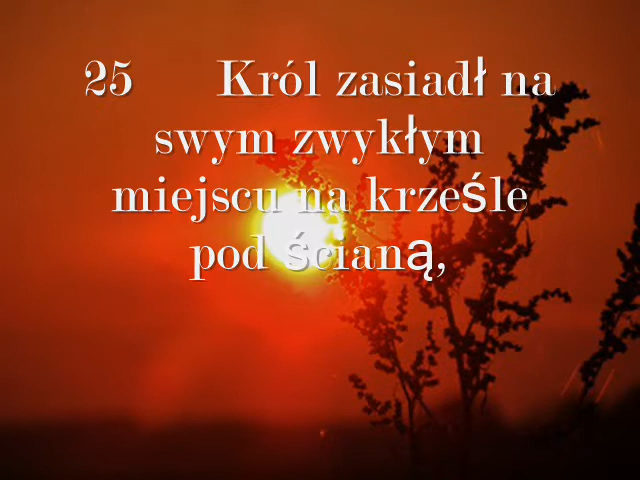 25 Król zasiadł na
swym zwykłym
miejscu na krześle
pod ścianą,